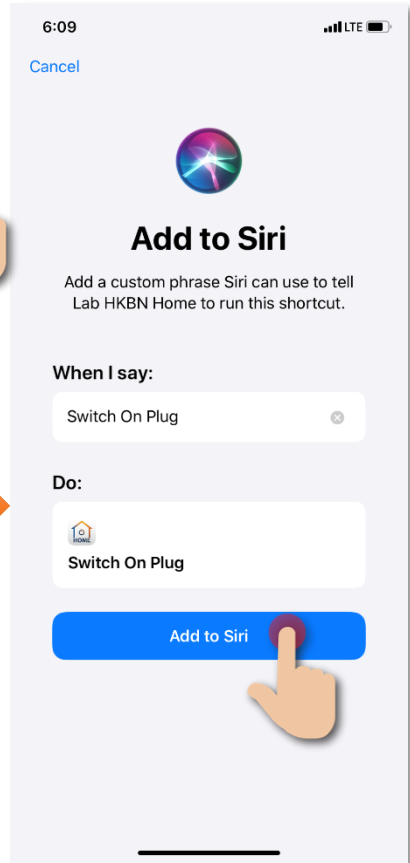 6:09
LTE
Cancel
Add to Siri
Add a custom phrase Siri can use to tell
Lab HKBN Home to run this shortcut.
When I say:
Switch On Plug
Do:
HOME
Switch On Plug
Add to Siri